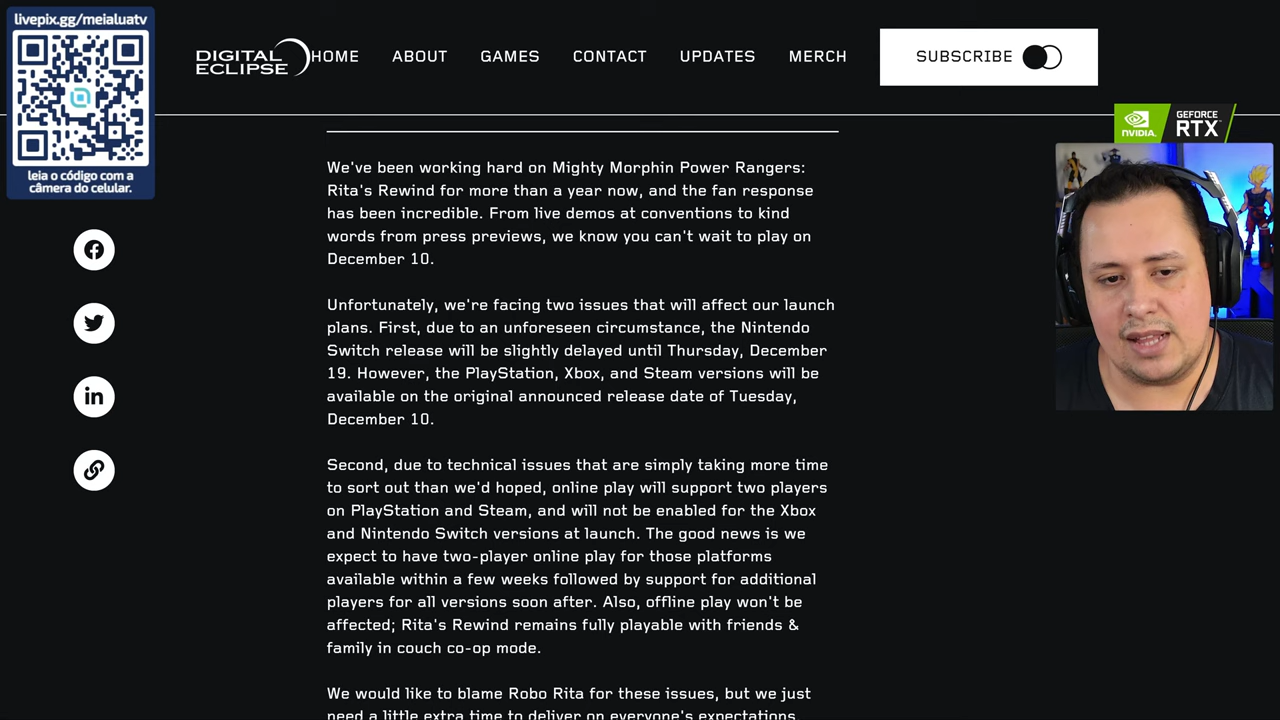 livepix.gg/meialuatv
leia o código com a
câmera do celular.
DIGITAL
ECLIPSE
HOME
ABOUT
GAMES
CONTACT
UPDATES
MERCH
SUBSCRIBE
NVIDIA.
GEFORCE
RTX
We've been working hard on Mighty Morphin Power Rangers:
Rita's Rewind for more than a year now, and the fan response
has been incredible. From live demos at conventions to kind
words from press previews, we know you can't wait to play on
December 10.
Unfortunately, we're facing two issues that will affect our launch
plans. First, due to an unforeseen circumstance, the Nintendo
Switch release will be slightly delayed until Thursday, December
19. However, the PlayStation, Xbox, and Steam versions will be
available on the original announced release date of Tuesday,
December 10.
Second, due to technical issues that are simply taking more time
to sort out than we'd hoped, online play will support two players
on PlayStation and Steam, and will not be enabled for the Xbox
and Nintendo Switch versions at launch. The good news is we
expect to have two-player online play for those platforms
available within a few weeks followed by support for additional
players for all versions soon after. Also, offline play won't be
affected; Rita's Rewind remains fully playable with friends &
family in couch co-op mode.
We would like to blame Robo Rita for these issues, but we just
need a little extra time to deliver on everyone's expectations.